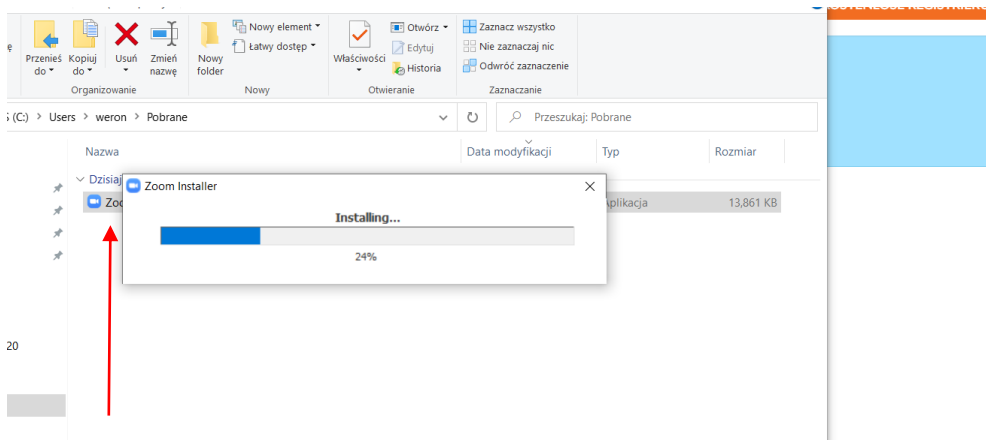 Przenieś do
Kopiuj do
Usuń
Zmień nazwę
Nowy folder
Nowy element
Łatwy dostęp
Właściwości
Otwórz
Edytuj
Historia
Zaznacz wszystko
Nie zaznaczaj nic
Odwróć zaznaczenie
Organizowanie
Nowy
Otwieranie
Zaznaczanie
(C:) > Users > weron > Pobrane
Przeszukaj: Pobrane
Nazwa
Data modyfikacji
Typ
Rozmiar
Dzisiaj
Zoom Installer
Zoo
Aplikacja
13,861 KB
Installing...
24%
20